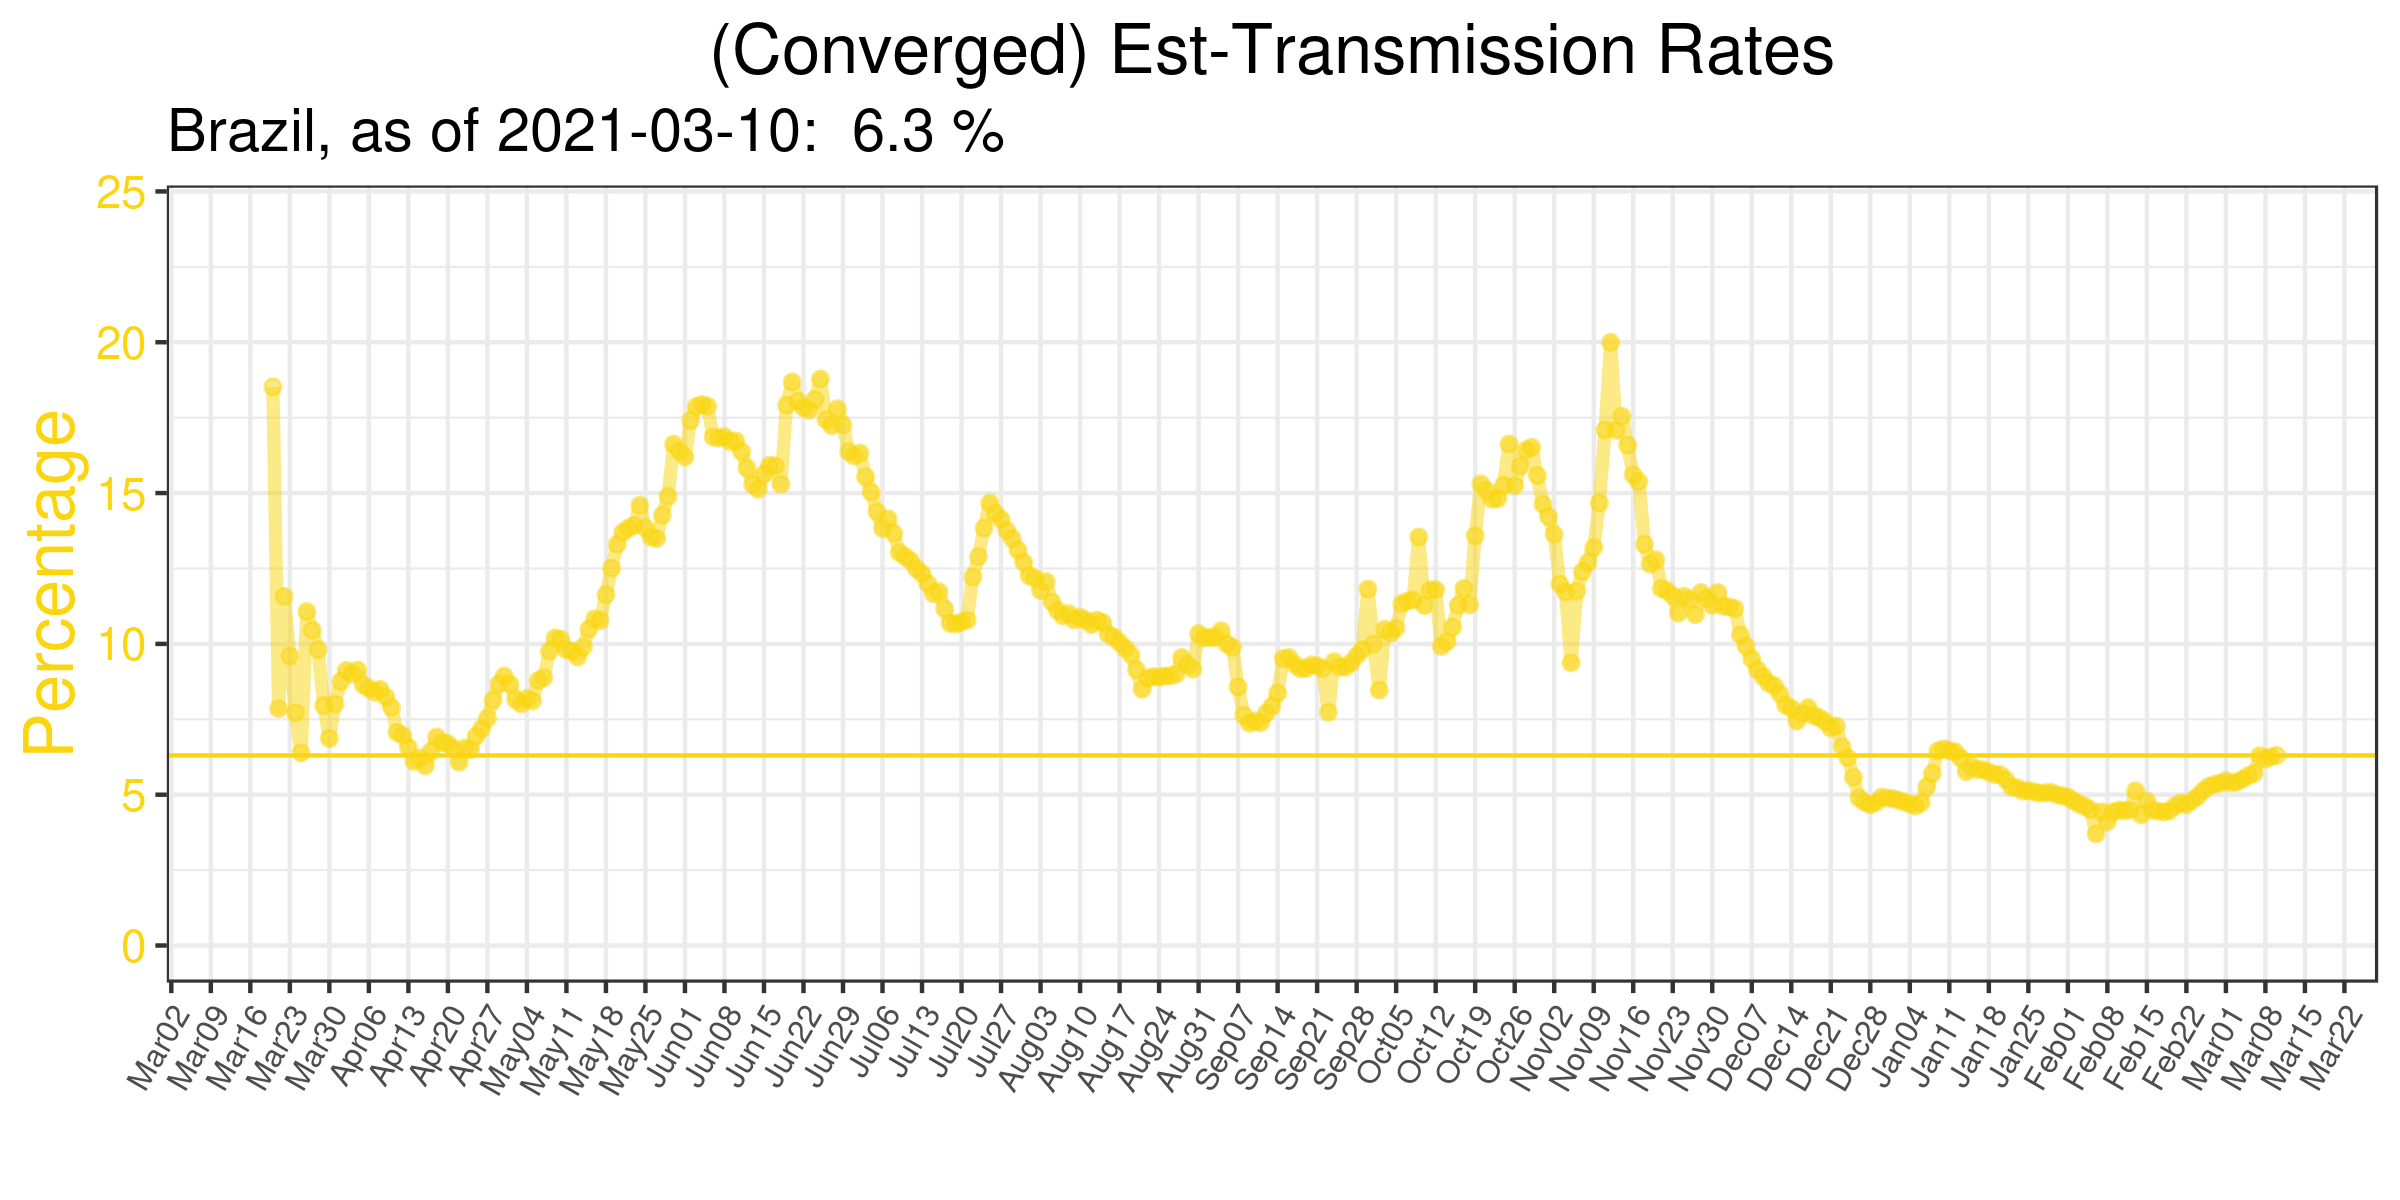 (Converged) Est-Transmission Rates
Brazil, as of 2021-03-10:  6.3 %
Percentage
25
20
15
10
5
0
Mar02
Mar09
Mar16
Mar23
Mar30
Apr06
Apr13
Apr20
Apr27
May04
May11
May18
May25
Jun01
Jun08
Jun15
Jun22
Jun29
Jul06
Jul13
Jul20
Jul27
Aug03
Aug10
Aug17
Aug24
Aug31
Sep07
Sep14
Sep21
Sep28
Oct05
Oct12
Oct19
Oct26
Nov02
Nov09
Nov16
Nov23
Nov30
Dec07
Dec14
Dec21
Dec28
Jan04
Jan11
Jan18
Jan25
Feb01
Feb08
Feb15
Feb22
Mar01
Mar08
Mar15
Mar22